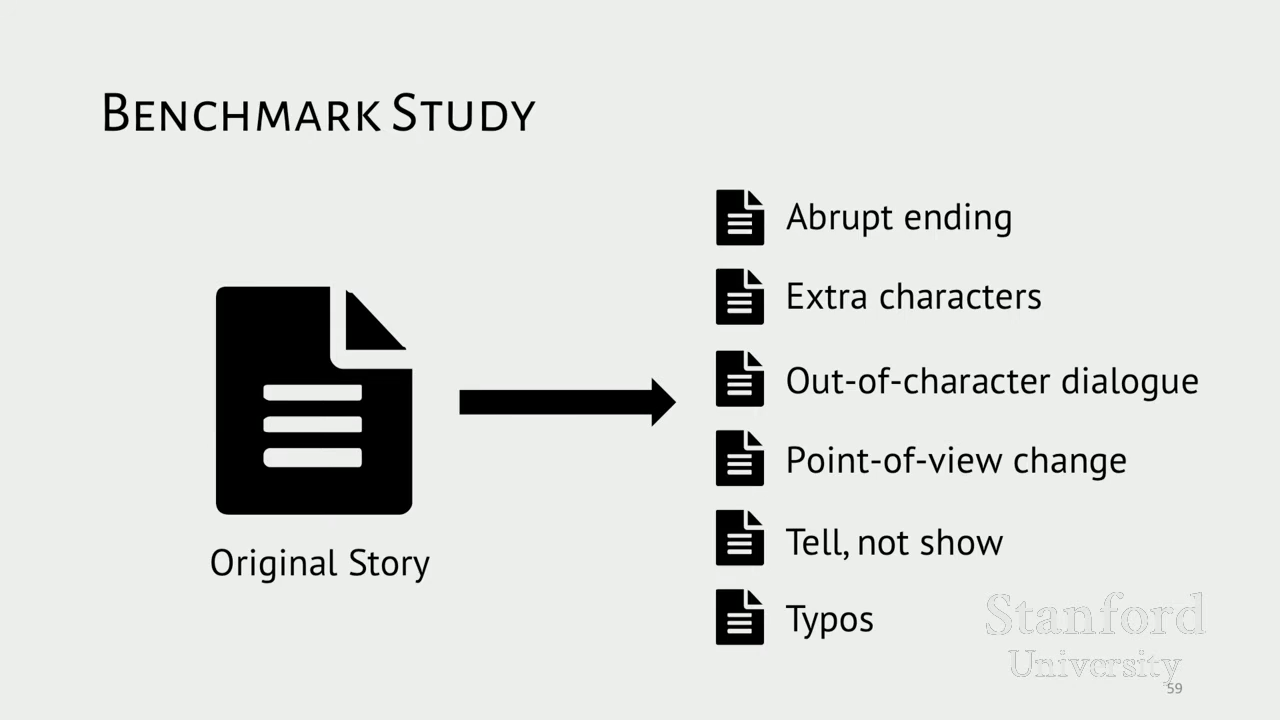 BENCHMARK STUDY
Abrupt ending
Extra characters
Out-of-character dialogue
Point-of-view change
Tell, not show
Typos
Original Story
Stanford
University
59